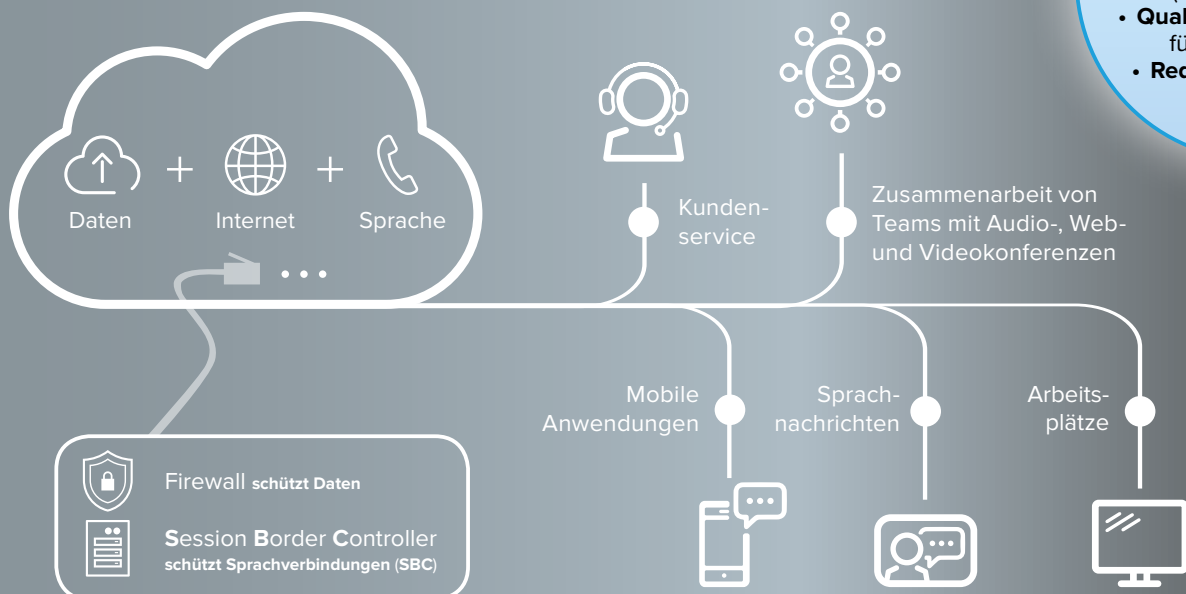 Daten + Internet + Sprache
Kunden-
service
Zusammenarbeit von
Teams mit Audio-, Web-
und Videokonferenzen
Mobile
Anwendungen
Sprach-
nachrichten
Arbeits-
plätze
Firewall schützt Daten
Session Border Controller
schützt Sprachverbindungen (SBC)